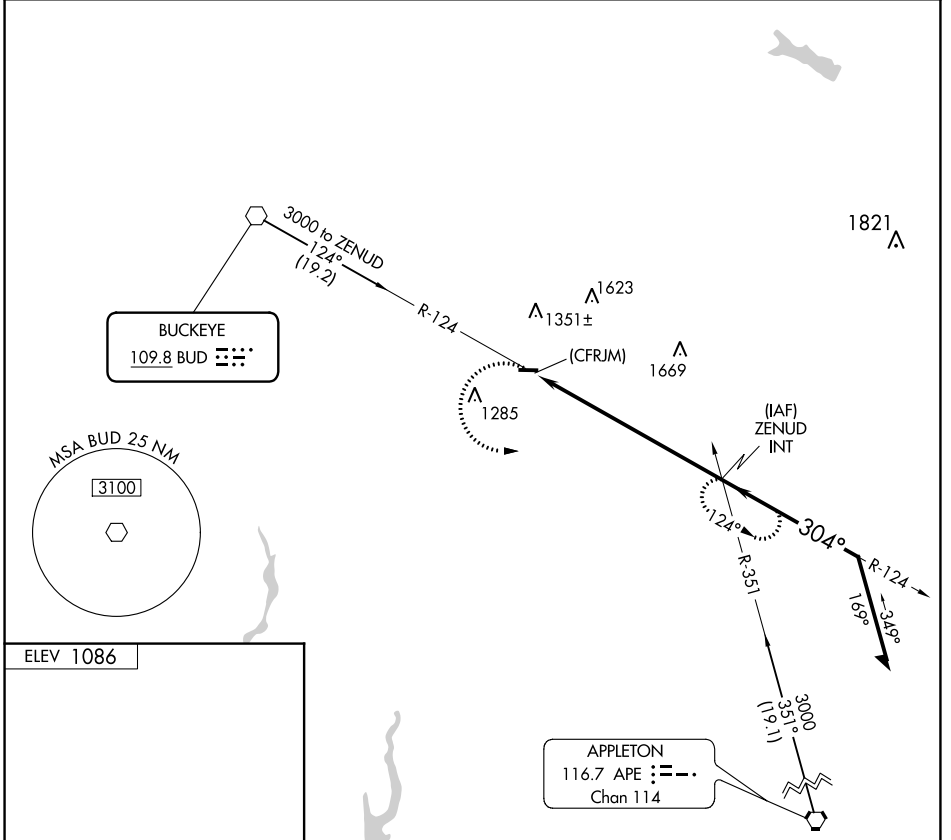 1821
3000 to ZENUD
124°
(19.2)
R-124
1623
1351±
BUCKEYE
109.8 BUD
(CFRJM)
1669
1285
(IAF)
ZENUD
INT
MSA BUD 25 NM
3100
124°
304°
R-124
R-351
169°
349°
ELEV 1086
3000
351°
(19.1)
APPLETON
116.7 APE
Chan 114